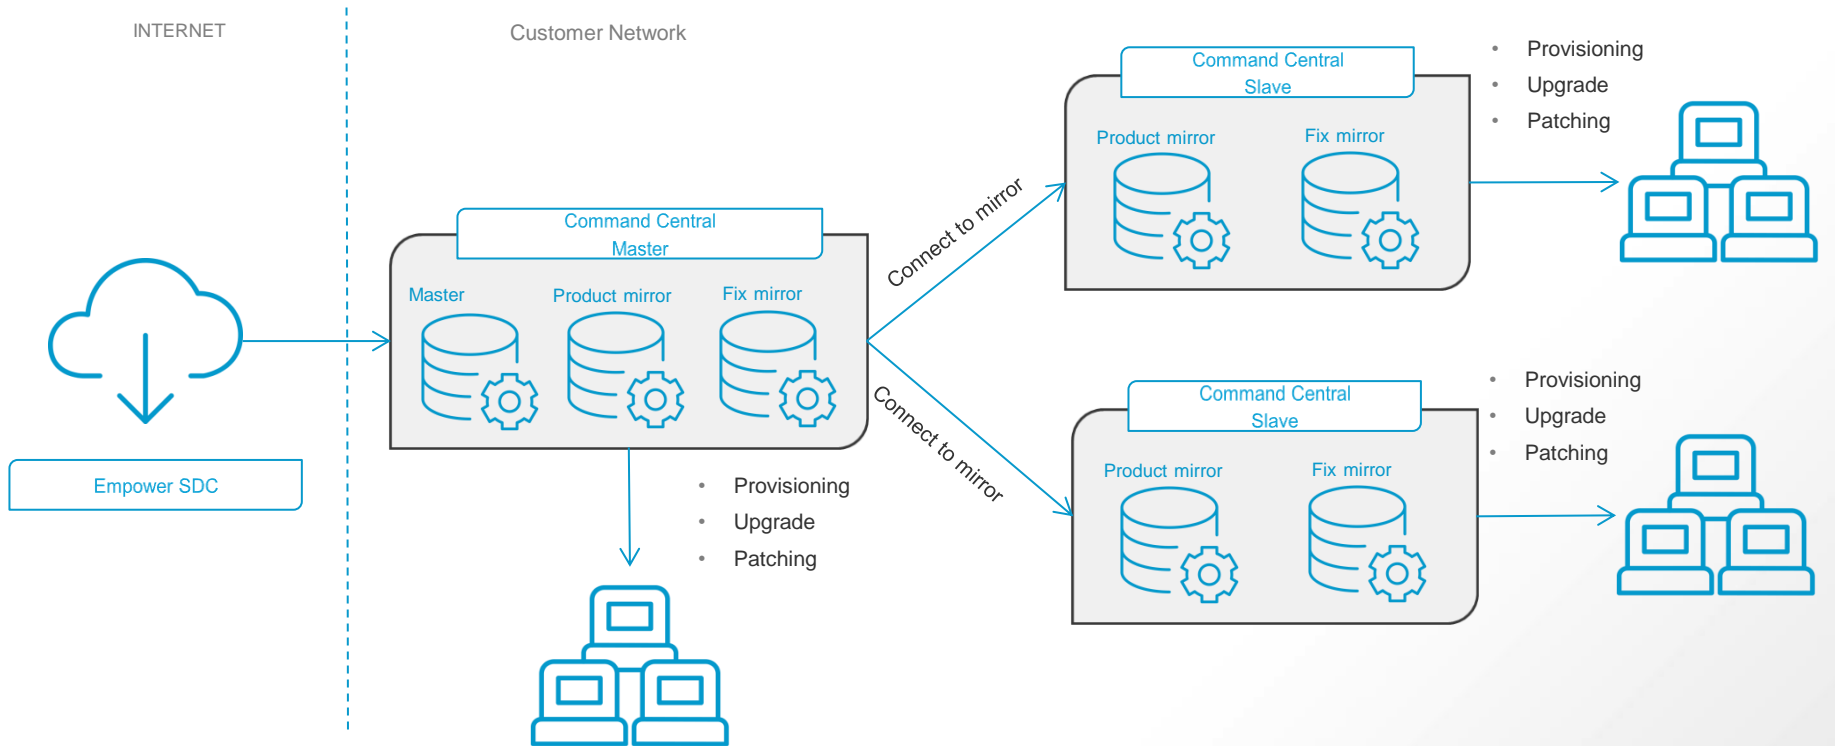 INTERNET
Customer Network
Empower SDC
Command Central
Master
Master
Product mirror
Fix mirror
• Provisioning
• Upgrade
• Patching
Connect to mirror
Connect to mirror
Command Central
Slave
Product mirror
Fix mirror
• Provisioning
• Upgrade
• Patching
Command Central
Slave
Product mirror
Fix mirror
• Provisioning
• Upgrade
• Patching